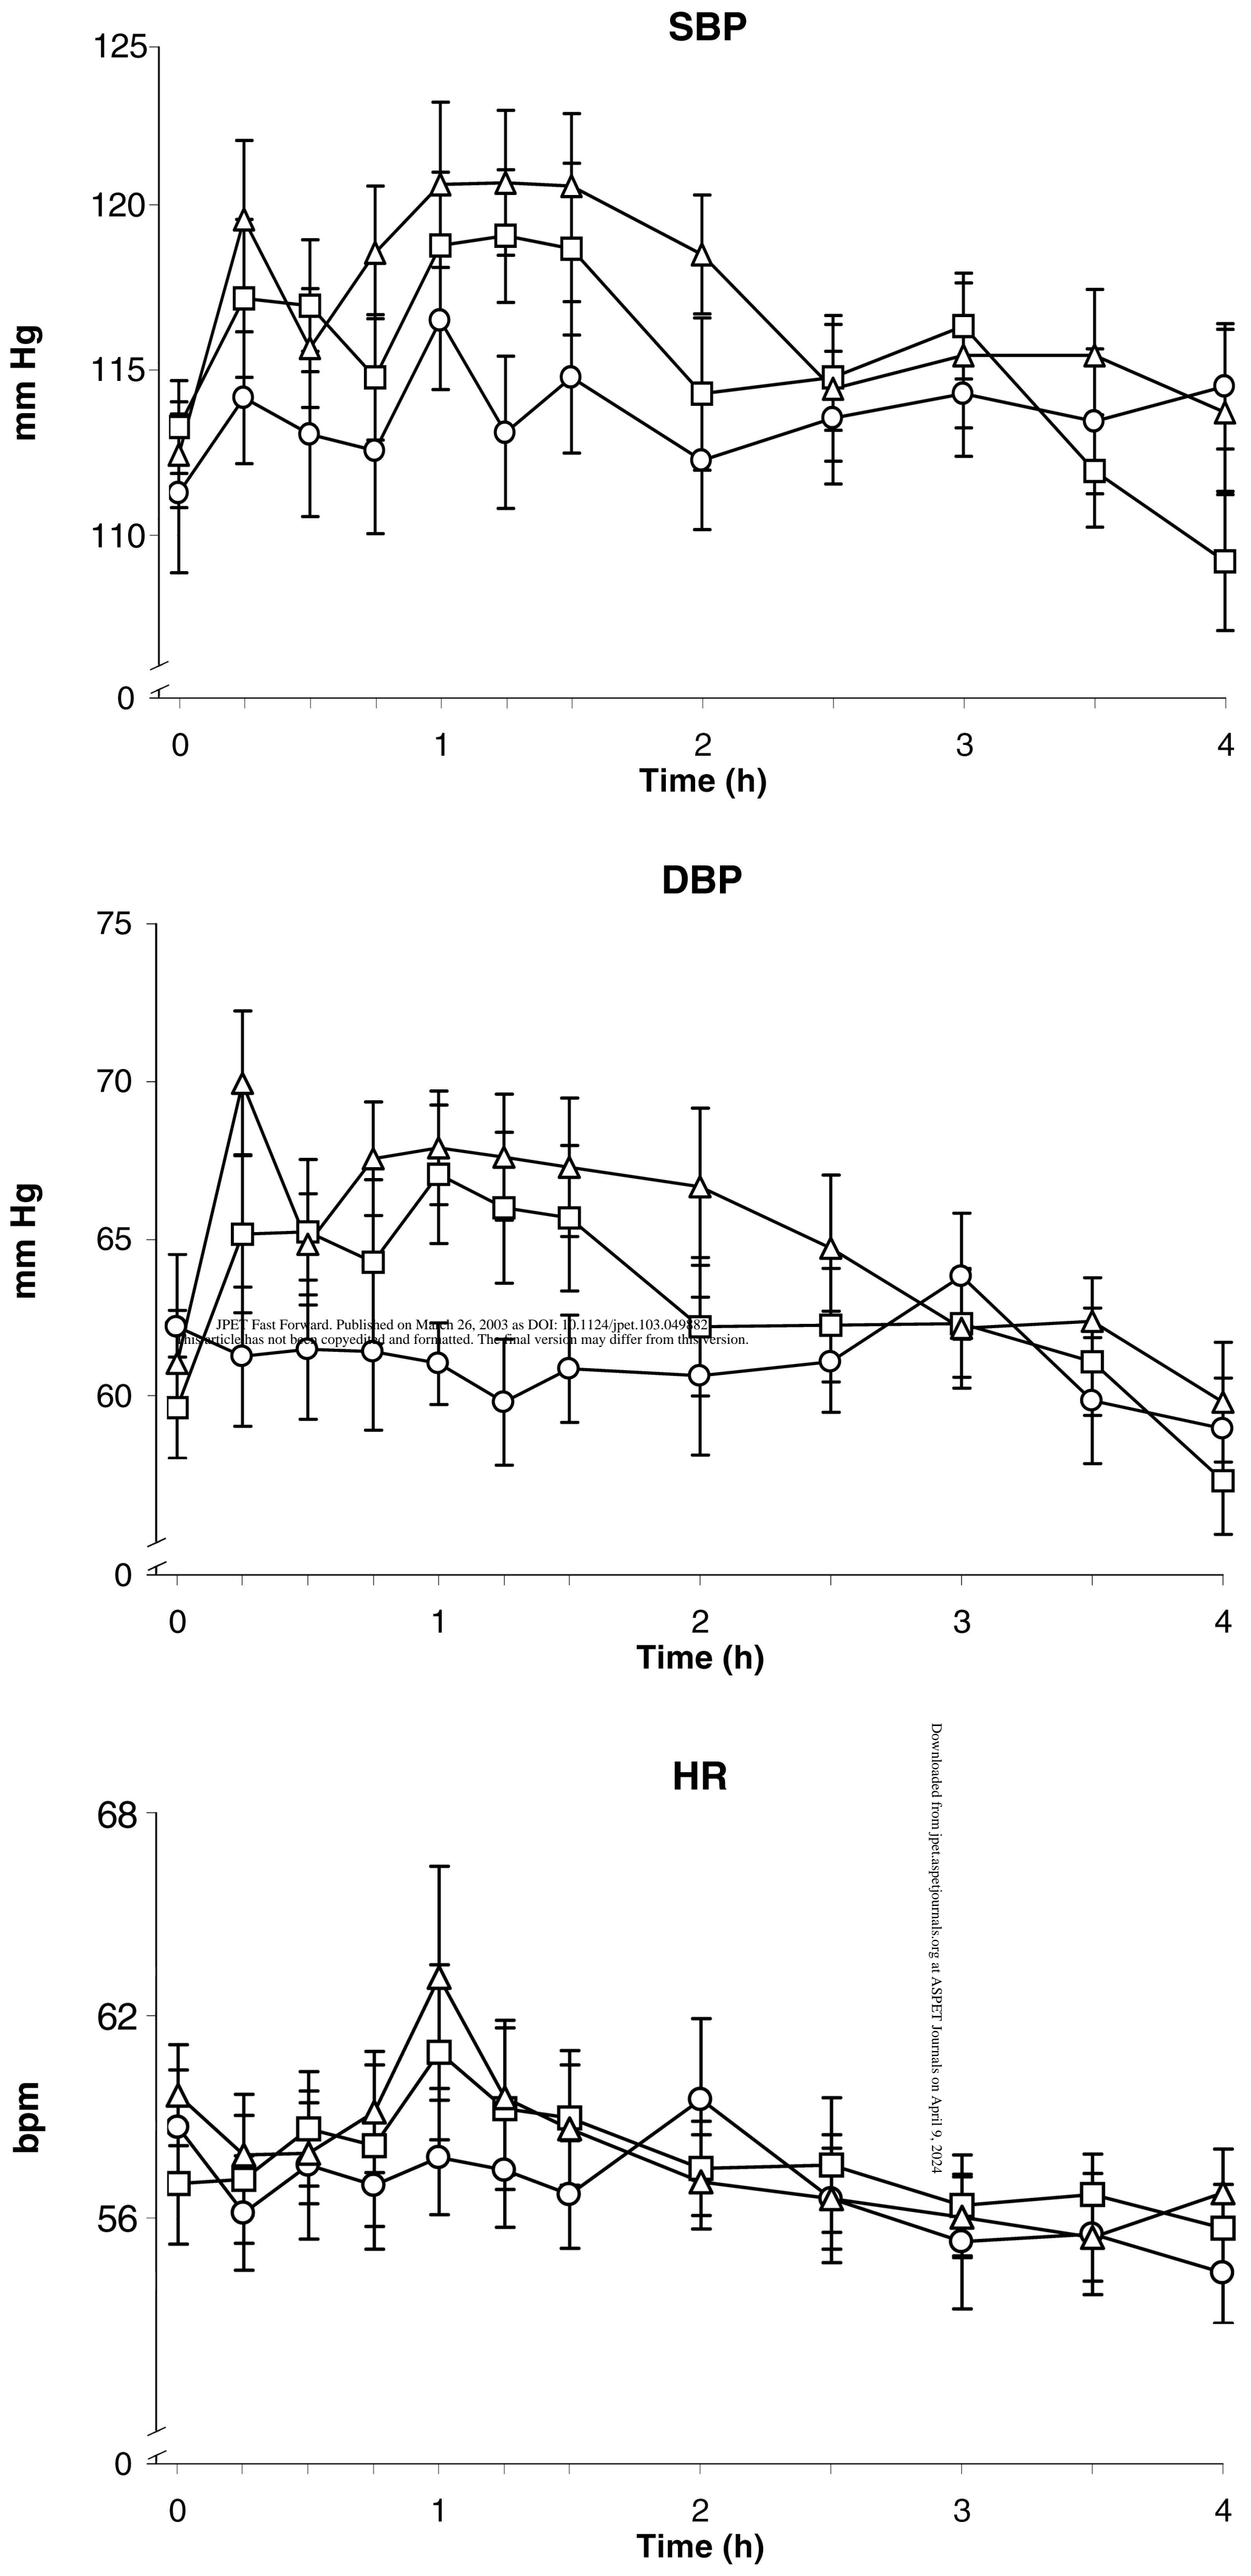 SBP
125
120
115
110
0
mm Hg
0 1 2 3 4
Time (h)
DBP
75
70
65
60
0
mm Hg
JPET Fast Forward. Published on March 26, 2003 as DOI: 10.1124/jpet.103.049882
This article has not been copyedited and formatted. The final version may differ from this version.
0 1 2 3 4
Time (h)
HR
68
62
56
0
bpm
Downloaded from jpet.aspetjournals.org at ASPET Journals on April 9, 2024
0 1 2 3 4
Time (h)